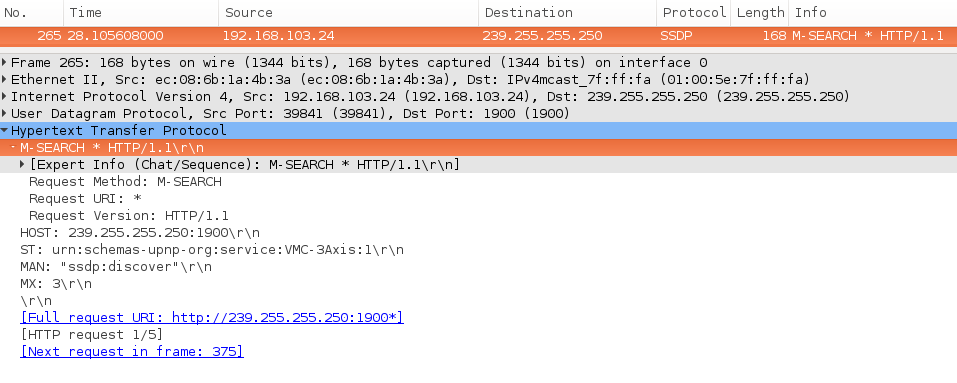 No. Time Source Destination Protocol Length Info
265 28.105608000 192.168.103.24 239.255.255.250 SSDP 168 M-SEARCH * HTTP/1.1
Frame 265: 168 bytes on wire (1344 bits), 168 bytes captured (1344 bits) on interface 0
Ethernet II, Src: ec:08:6b:1a:4b:3a (ec:08:6b:1a:4b:3a), Dst: IPv4mcast_7f:ff:fa (01:00:5e:7f:ff:fa)
Internet Protocol Version 4, Src: 192.168.103.24 (192.168.103.24), Dst: 239.255.255.250 (239.255.255.250)
User Datagram Protocol, Src Port: 39841 (39841), Dst Port: 1900 (1900)
Hypertext Transfer Protocol
M-SEARCH * HTTP/1.1\r\n
[Expert Info (Chat/Sequence): M-SEARCH * HTTP/1.1\r\n]
Request Method: M-SEARCH
Request URI: *
Request Version: HTTP/1.1
HOST: 239.255.255.250:1900\r\n
ST: urn:schemas-upnp-org:service:VMC-3Axis:1\r\n
MAN: "ssdp:discover"\r\n
MX: 3\r\n
\r\n
[Full request URI: http://239.255.255.250:1900*]
[HTTP request 1/5]
[Next request in frame: 375]